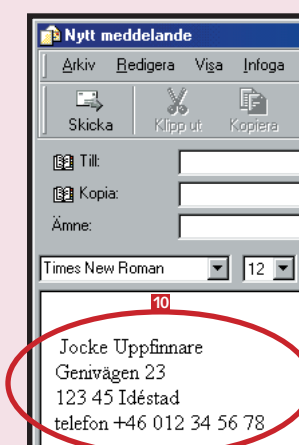 Nytt meddelande
Arkiv Redigera Visa Infoga
Skicka Klipp ut Kopiera
Till:
Kopia:
Ämne:
Times New Roman 12
10
Jocke Uppfinnare
Genivägen 23
123 45 Idéstad
telefon +46 012 34 56 78